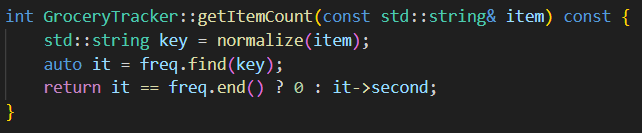 int GroceryTracker::getItemCount(const std::string& item) const {
    std::string key = normalize(item);
    auto it = freq.find(key);
    return it == freq.end() ? 0 : it->second;
}